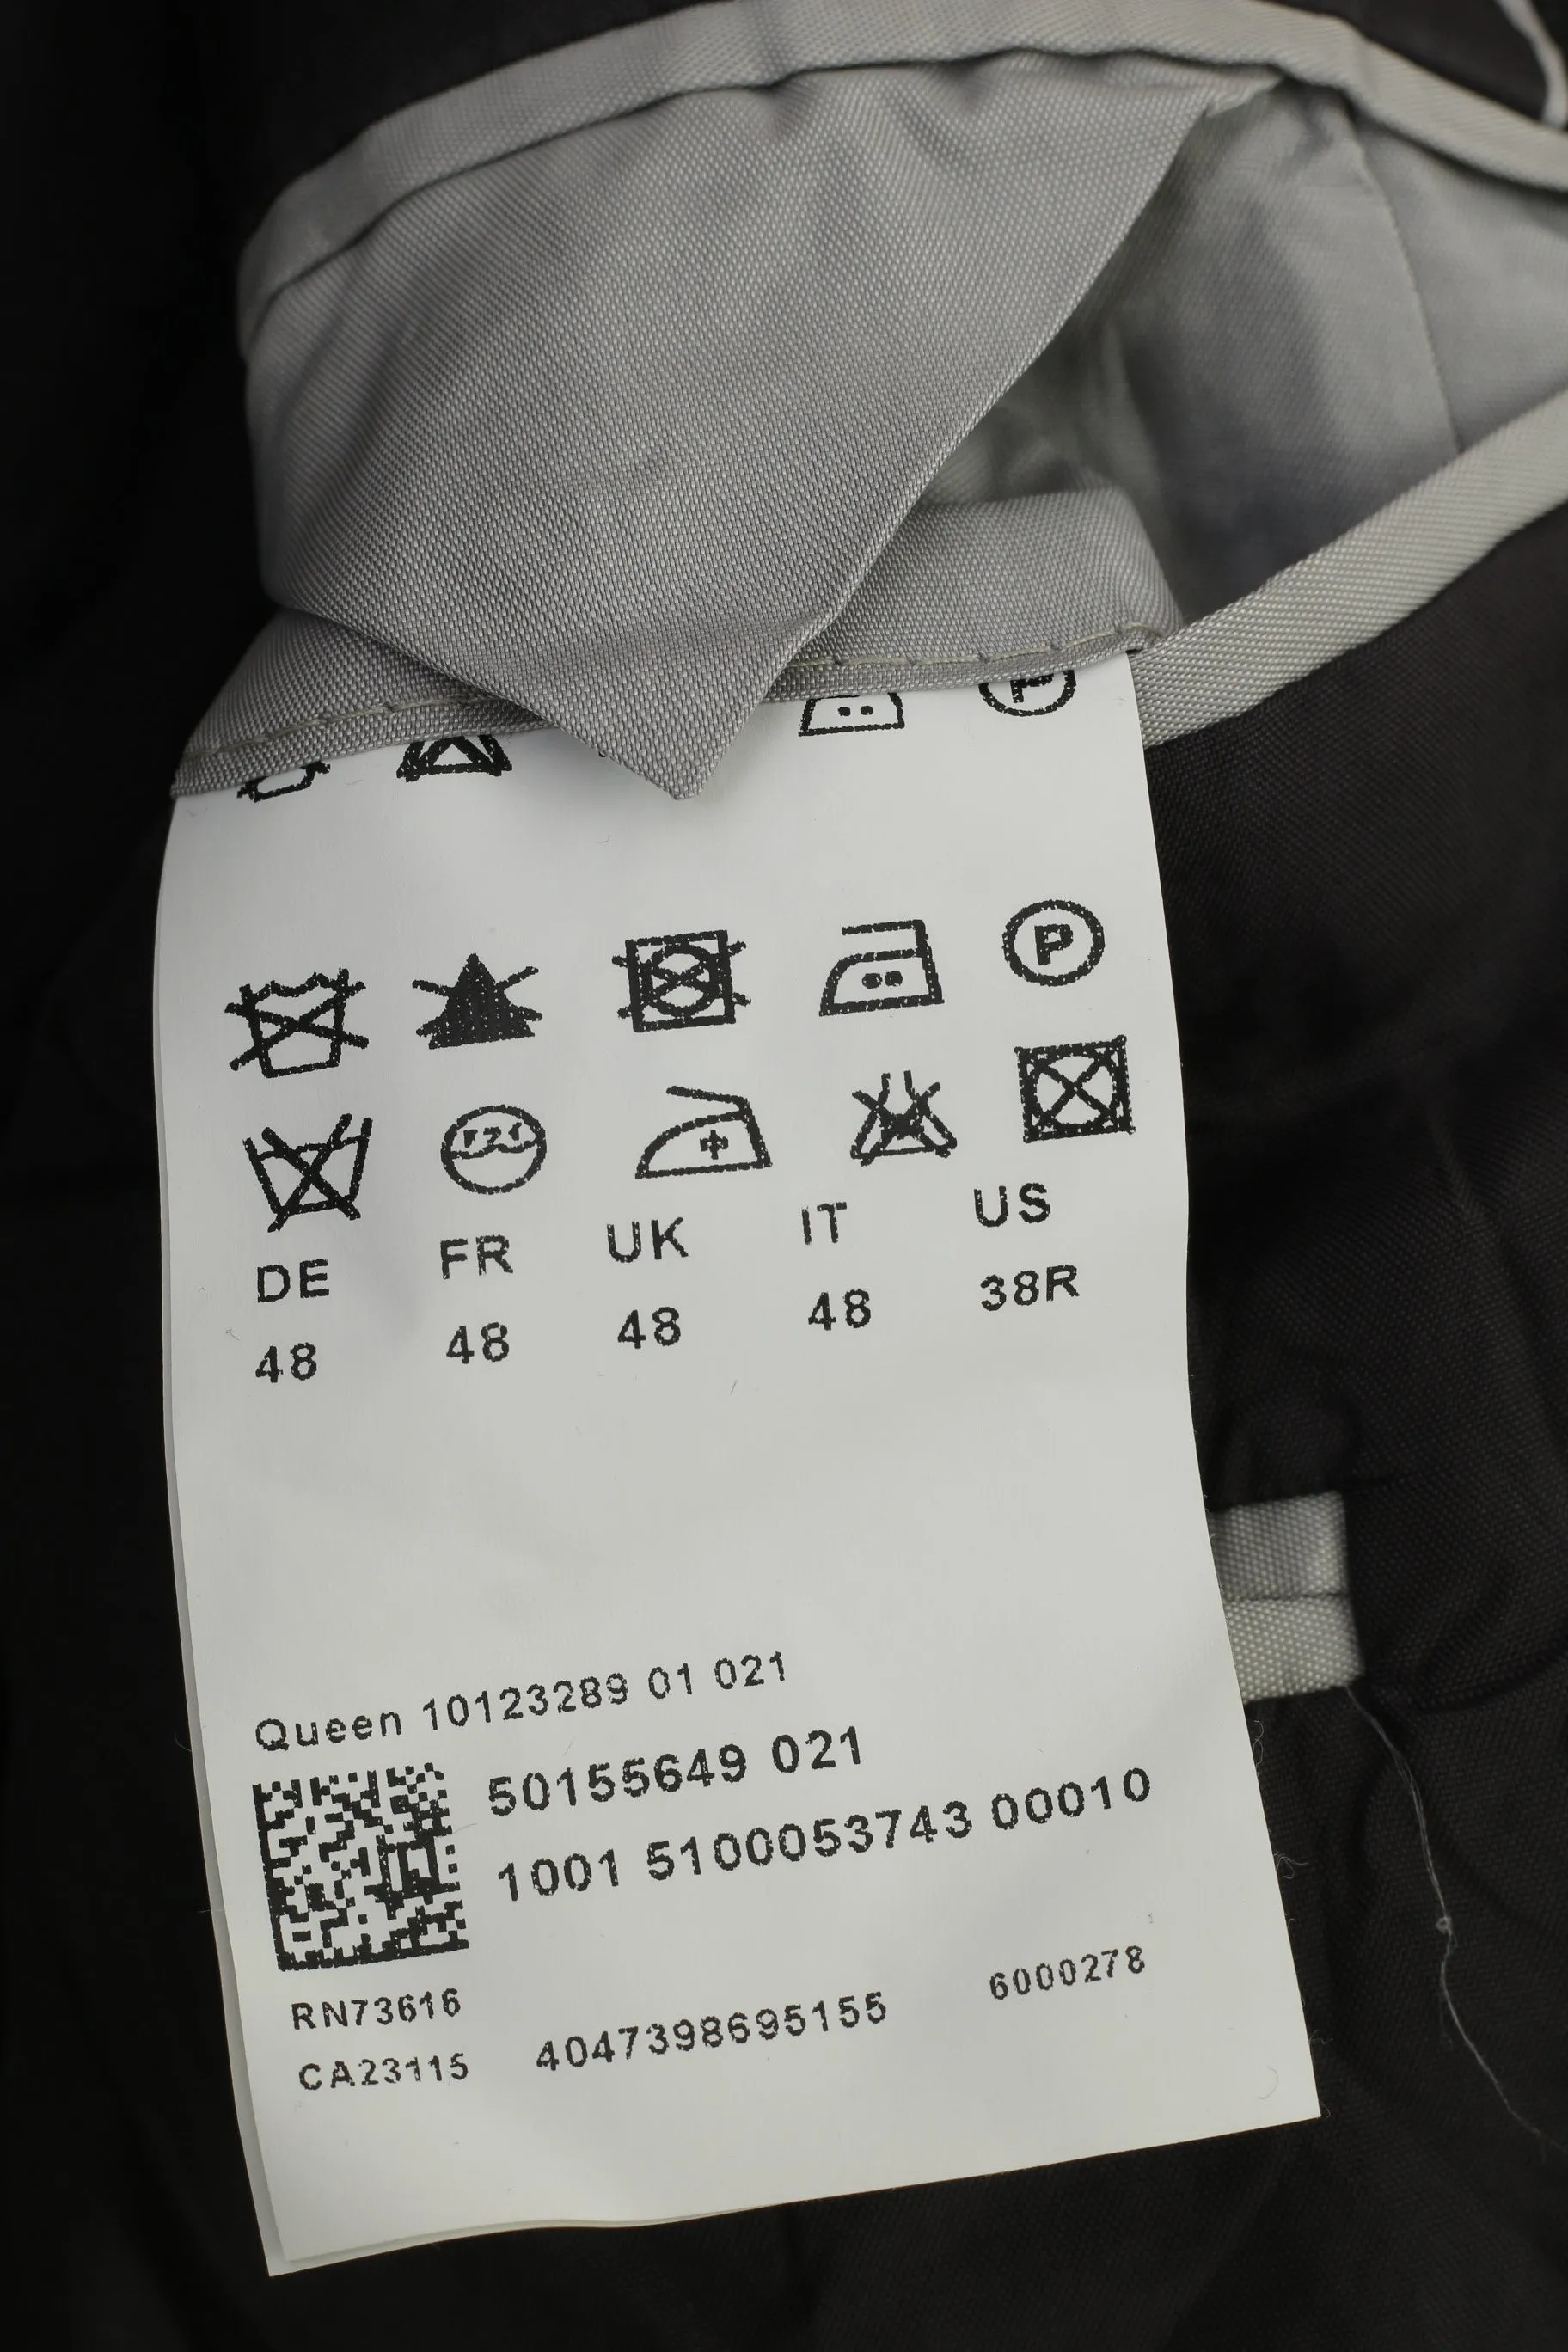 P
P
DE FR UK IT US
48 48 48 48 38R
Queen 10123289 01 021
50155649 021
1001 5100053743 00010
RN73616
CA23115 4047398695155 6000278